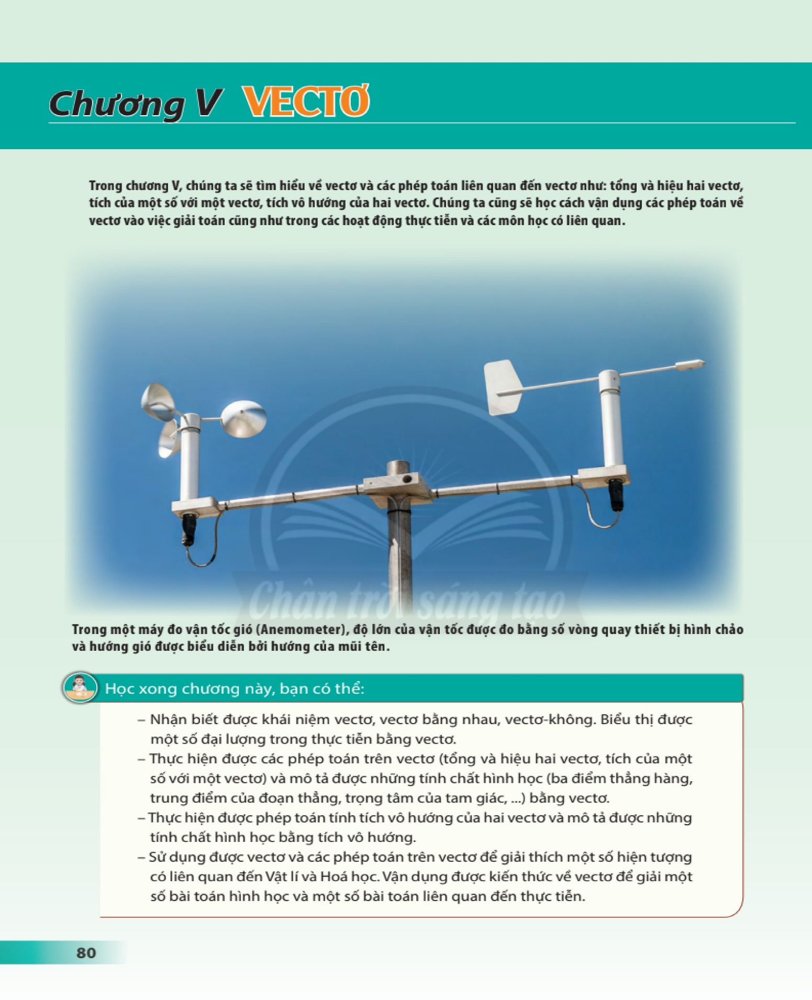 Chương V VECTƠ
Trong chương V, chúng ta sẽ tìm hiểu về vectơ và các phép toán liên quan đến vectơ như: tổng và hiệu hai vectơ,
tích của một số với một vectơ, tích vô hướng của hai vectơ. Chúng ta cũng sẽ học cách vận dụng các phép toán về
vectơ vào việc giải toán cũng như trong các hoạt động thực tiễn và các môn học có liên quan.
Chân trời sáng tạo
Trong một máy đo vận tốc gió (Anemometer), độ lớn của vận tốc được đo bằng số vòng quay thiết bị hình chảo
và hướng gió được biểu diễn bởi hướng của mũi tên.
Học xong chương này, bạn có thể:
– Nhận biết được khái niệm vectơ, vectơ bằng nhau, vectơ-không. Biểu thị được
một số đại lượng trong thực tiễn bằng vectơ.
– Thực hiện được các phép toán trên vectơ (tổng và hiệu hai vectơ, tích của một
số với một vectơ) và mô tả được những tính chất hình học (ba điểm thẳng hàng,
trung điểm của đoạn thẳng, trọng tâm của tam giác, ...) bằng vectơ.
– Thực hiện được phép toán tính tích vô hướng của hai vectơ và mô tả được những
tính chất hình học bằng tích vô hướng.
– Sử dụng được vectơ và các phép toán trên vectơ để giải thích một số hiện tượng
có liên quan đến Vật lí và Hoá học. Vận dụng được kiến thức về vectơ để giải một
số bài toán hình học và một số bài toán liên quan đến thực tiễn.
80